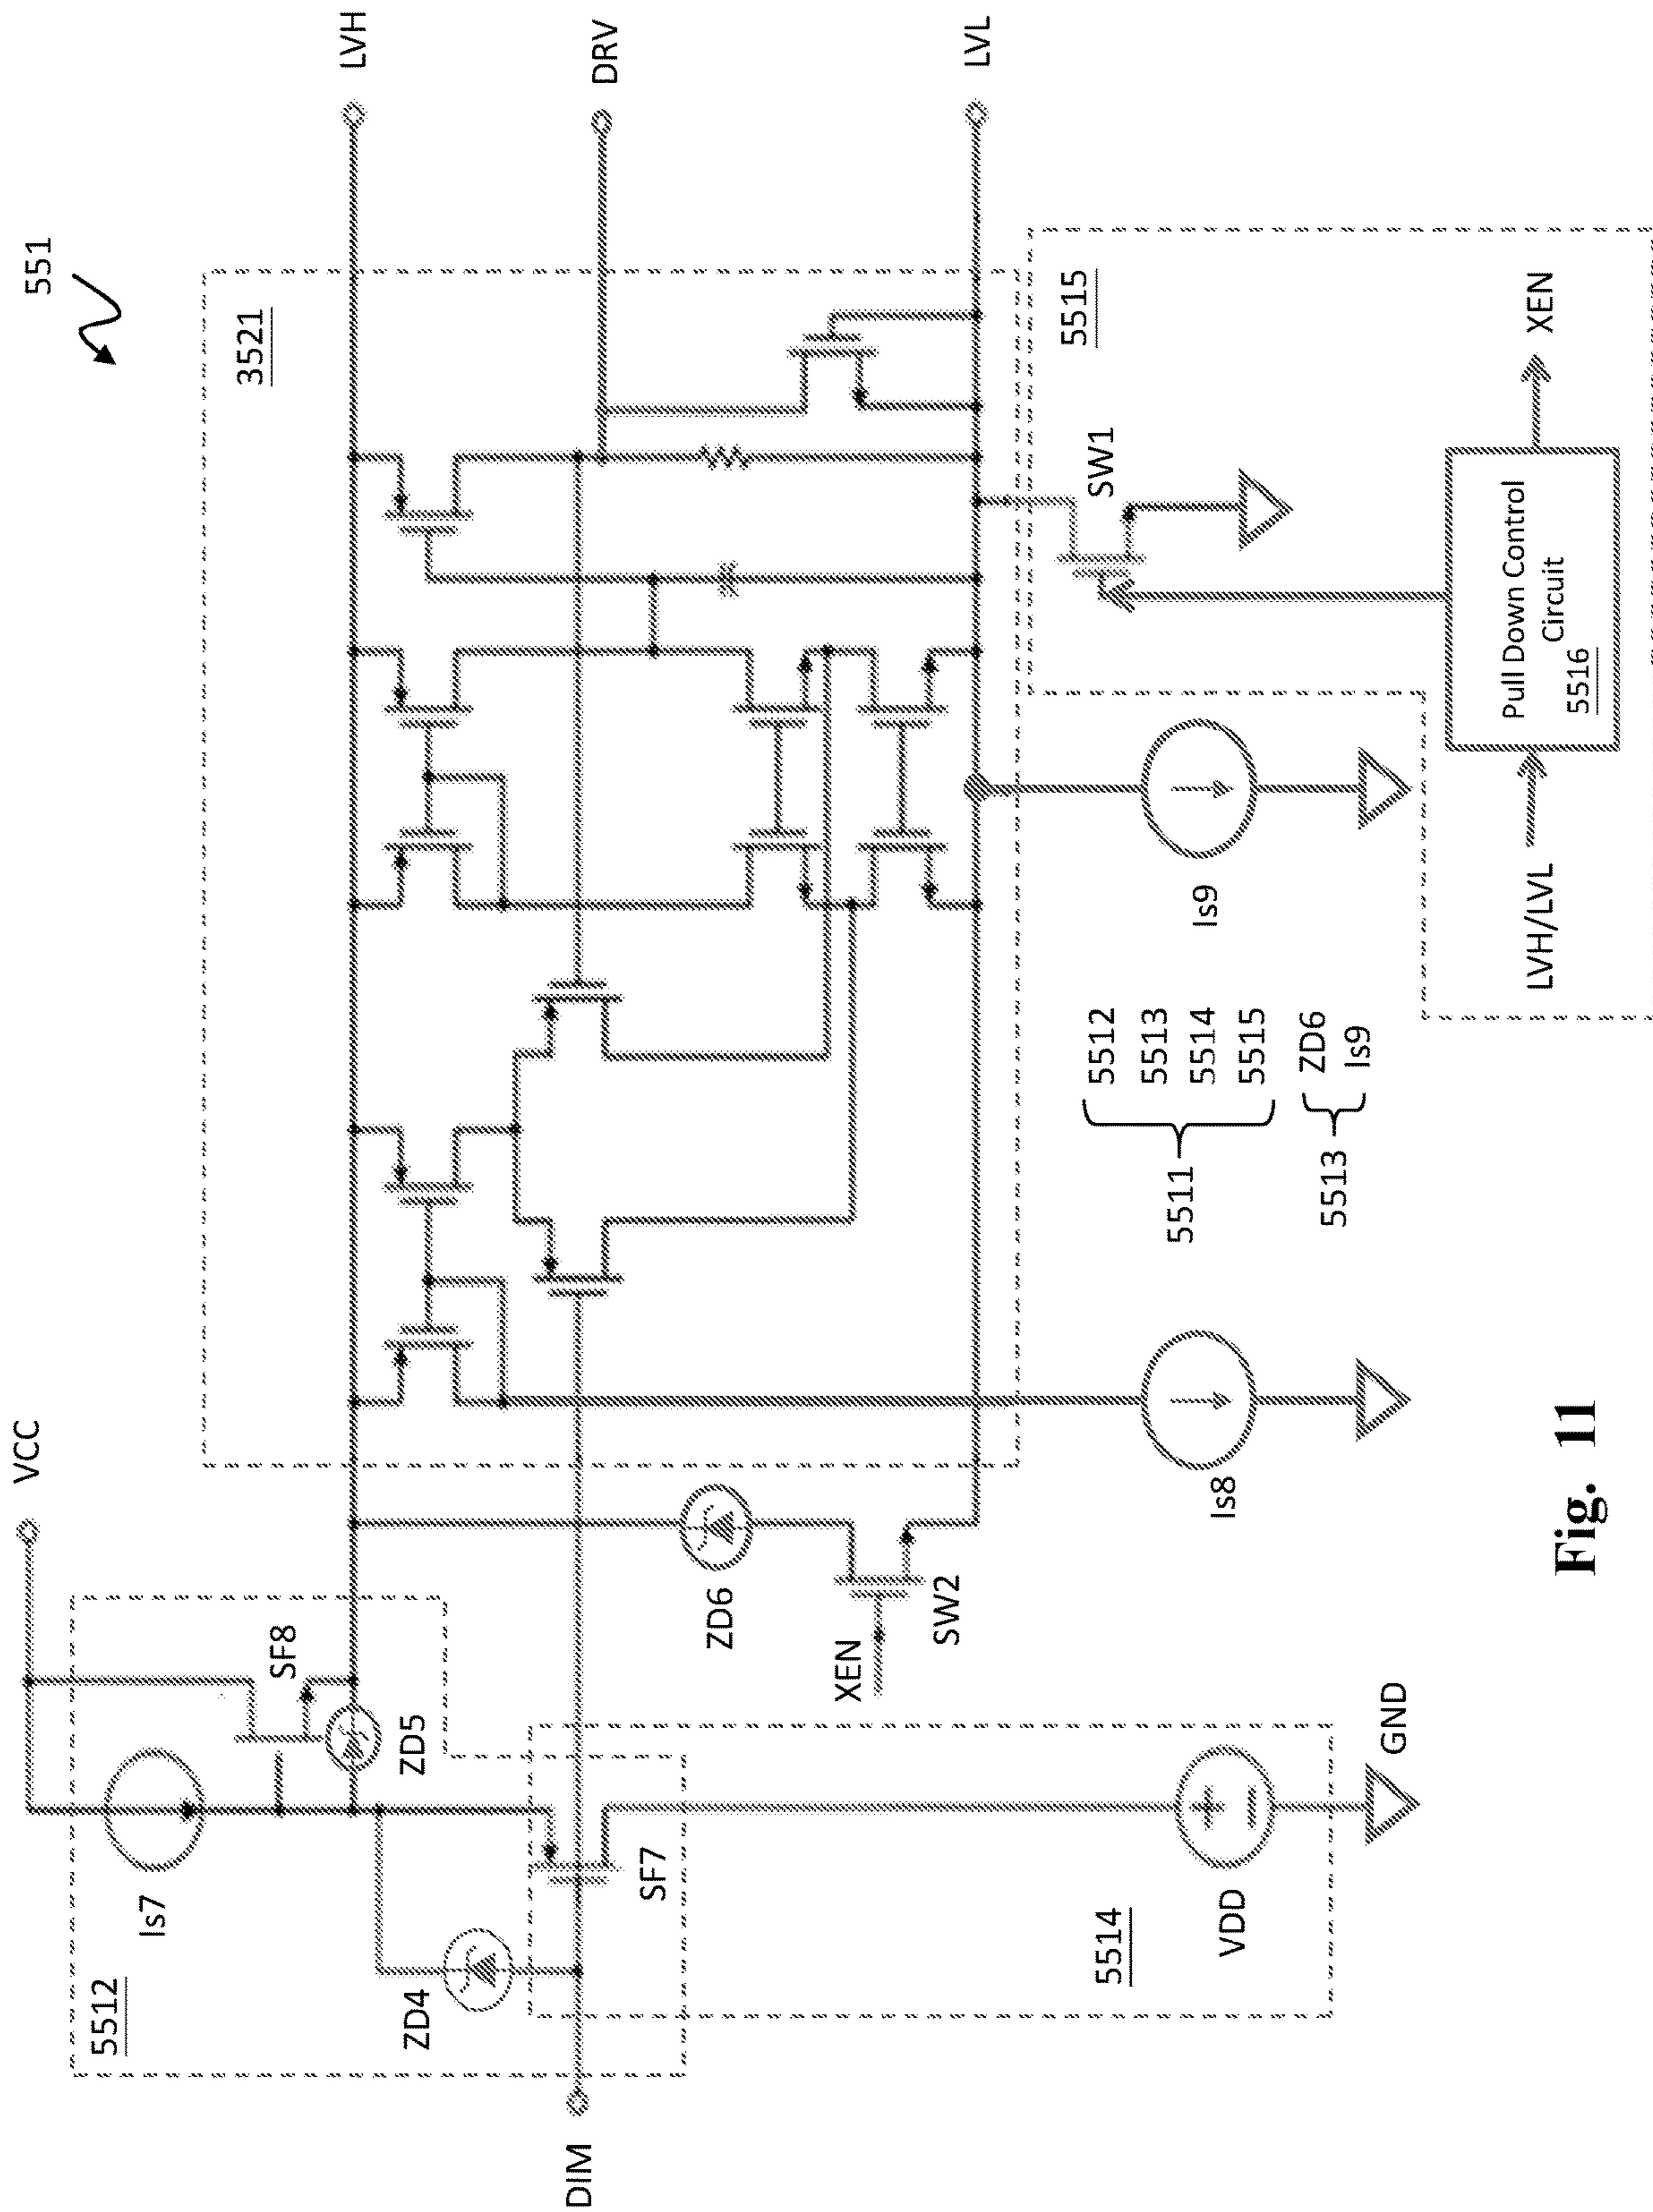 551
VCC
LVH
5512
Is7
SF8
3521
ZD5
ZD4
DRV
DIM
SF7
ZD6
XEN
SW2
LVL
5514
VDD
GND
Is8
Is9
SW1
5515
5511
5512
5513
5514
5515
5513
ZD6
Is9
LVH/LVL
Pull Down Control
Circuit
5516
XEN
Fig. 11